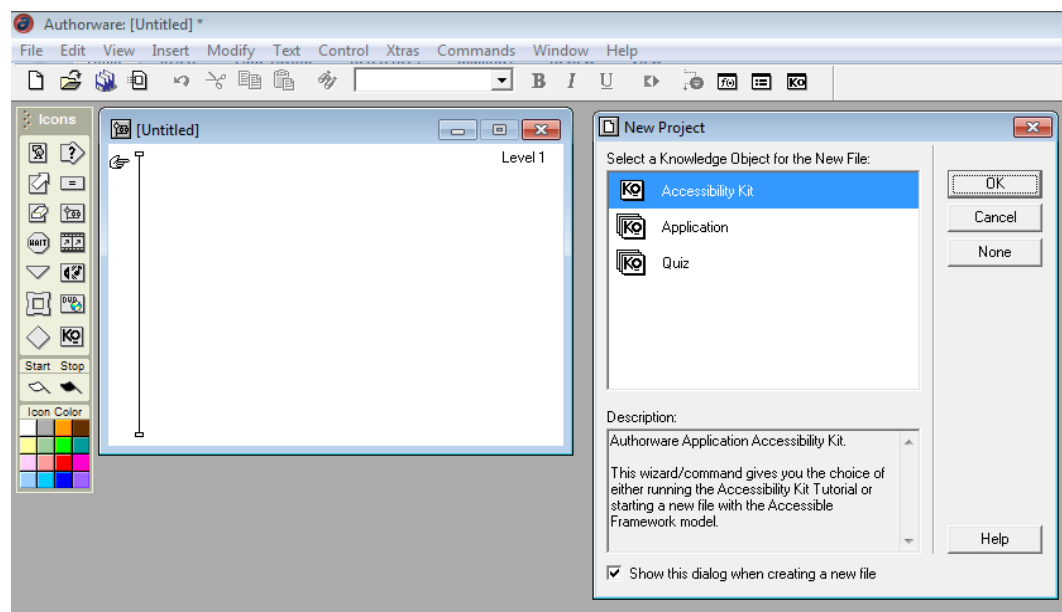 Authorware: [Untitled] *
File Edit View Insert Modify Text Control Xtras Commands Window Help
B I U KO
Icons
WAIT
DVD
KO
Start Stop
Icon Color
[Untitled]
Level 1
New Project
Select a Knowledge Object for the New File:
KO Accessibility Kit
KO Application
KO Quiz
OK
Cancel
None
Description:
Authorware Application Accessibility Kit.
This wizard/command gives you the choice of
either running the Accessibility Kit Tutorial or
starting a new file with the Accessible
Framework model.
Help
Show this dialog when creating a new file